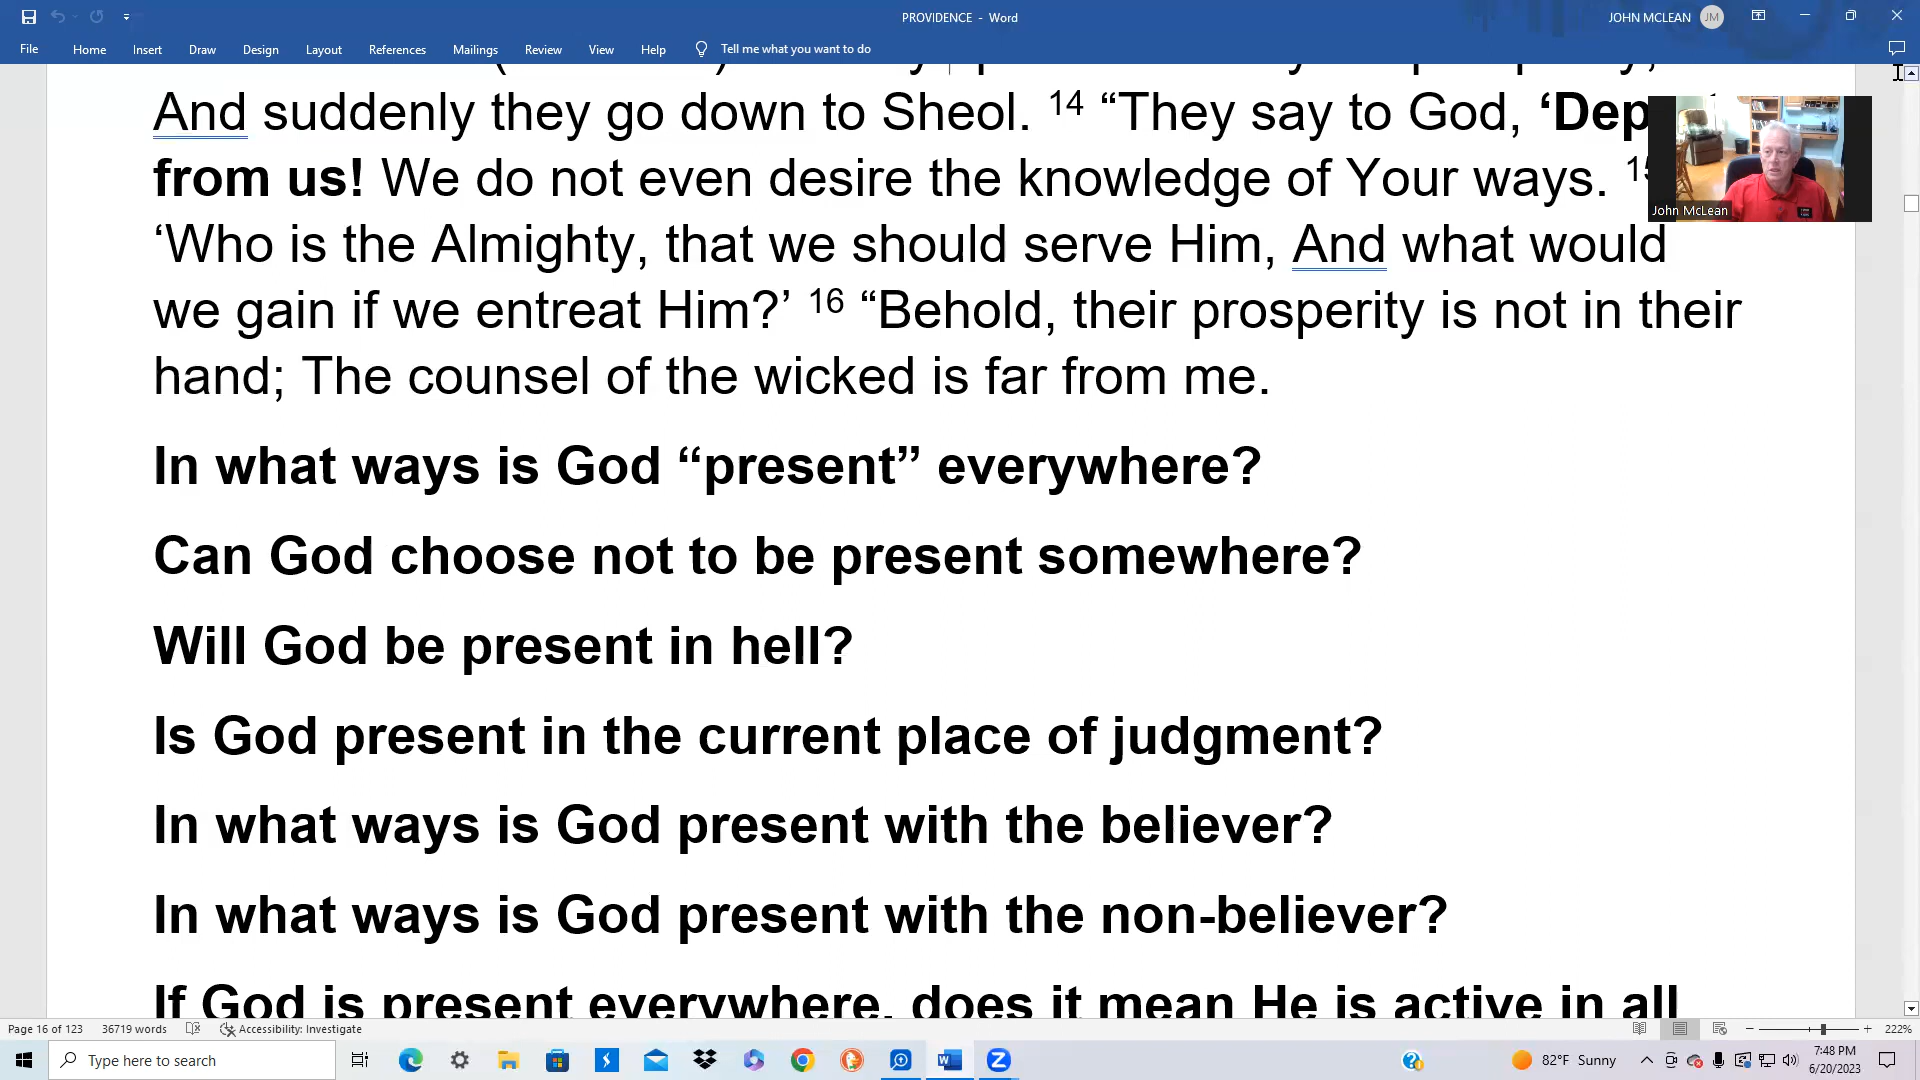 PROVIDENCE - Word
JOHN MCLEAN
JM
File
Home
Insert
Draw
Design
Layout
References
Mailings
Review
View
Help
Tell me what you want to do
And suddenly they go down to Sheol. 14 “They say to God, ‘Dep
from us! We do not even desire the knowledge of Your ways. 15
‘Who is the Almighty, that we should serve Him, And what would
we gain if we entreat Him?’ 16 “Behold, their prosperity is not in their
hand; The counsel of the wicked is far from me.
John McLean
In what ways is God “present” everywhere?
Can God choose not to be present somewhere?
Will God be present in hell?
Is God present in the current place of judgment?
In what ways is God present with the believer?
In what ways is God present with the non-believer?
If God is present everywhere, does it mean He is active in all
Page 16 of 123
36719 words
Accessibility: Investigate
222%
Type here to search
82°F Sunny
7:48 PM
6/20/2023